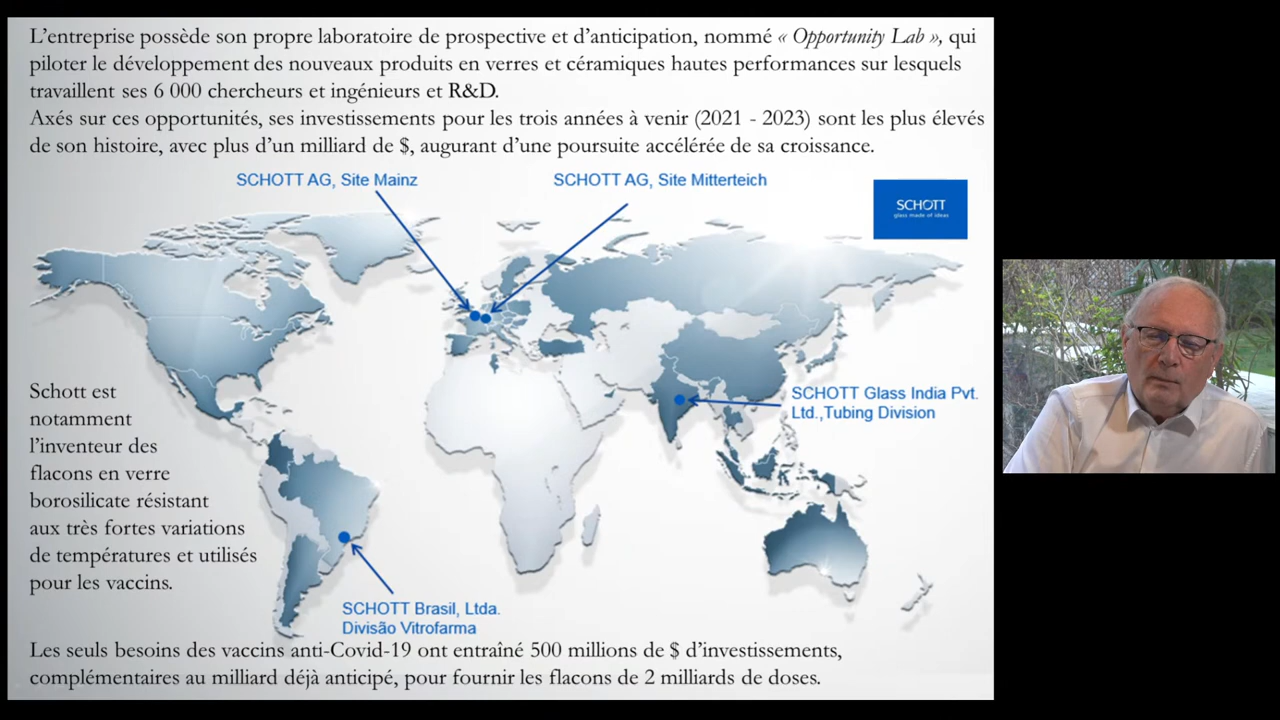 L’entreprise possède son propre laboratoire de prospective et d’anticipation, nommé « Opportunity Lab », qui
piloter le développement des nouveaux produits en verres et céramiques hautes performances sur lesquels
travaillent ses 6 000 chercheurs et ingénieurs et R&D.
Axés sur ces opportunités, ses investissements pour les trois années à venir (2021 - 2023) sont les plus élevés
de son histoire, avec plus d’un milliard de $, augurant d’une poursuite accélérée de sa croissance.
SCHOTT AG, Site Mainz
SCHOTT AG, Site Mitterteich
SCHOTT
glass made of ideas
SCHOTT Glass India Pvt.
Ltd.,Tubing Division
Schott est
notamment
l’inventeur des
flacons en verre
borosilicate résistant
aux très fortes variations
de températures et utilisés
pour les vaccins.
SCHOTT Brasil, Ltda.
Divisão Vitrofarma
Les seuls besoins des vaccins anti-Covid-19 ont entraîné 500 millions de $ d’investissements,
complémentaires au milliard déjà anticipé, pour fournir les flacons de 2 milliards de doses.